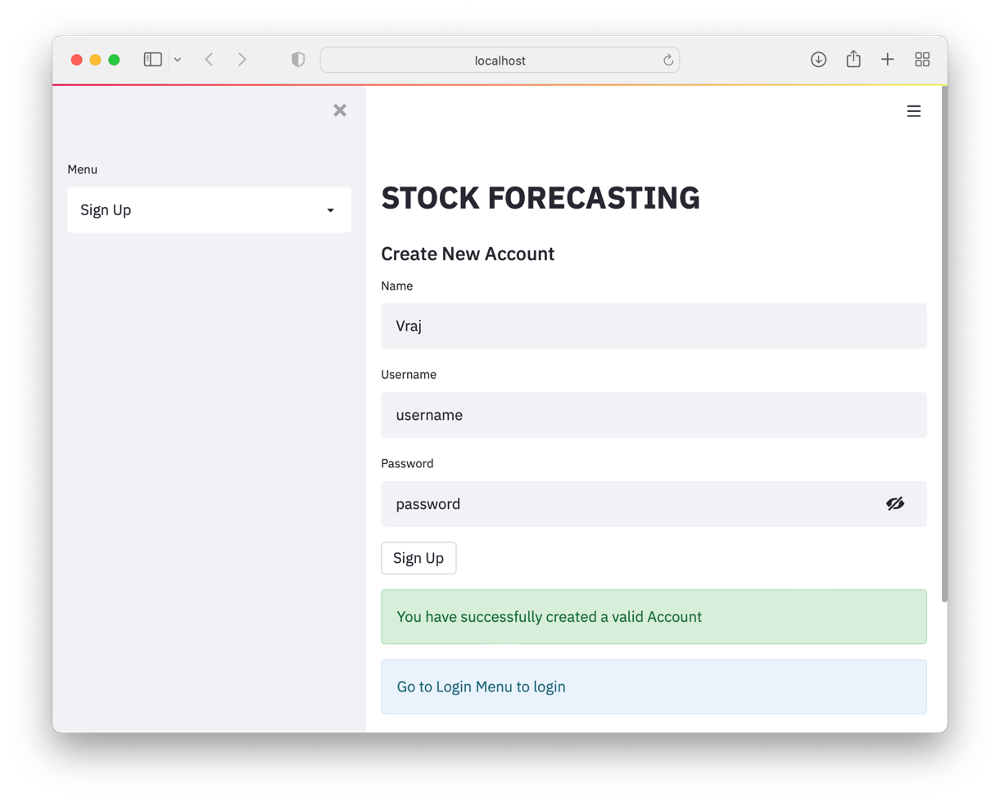 localhost
Menu
Sign Up
STOCK FORECASTING
Create New Account
Name
Vraj
Username
username
Password
password
Sign Up
You have successfully created a valid Account
Go to Login Menu to login